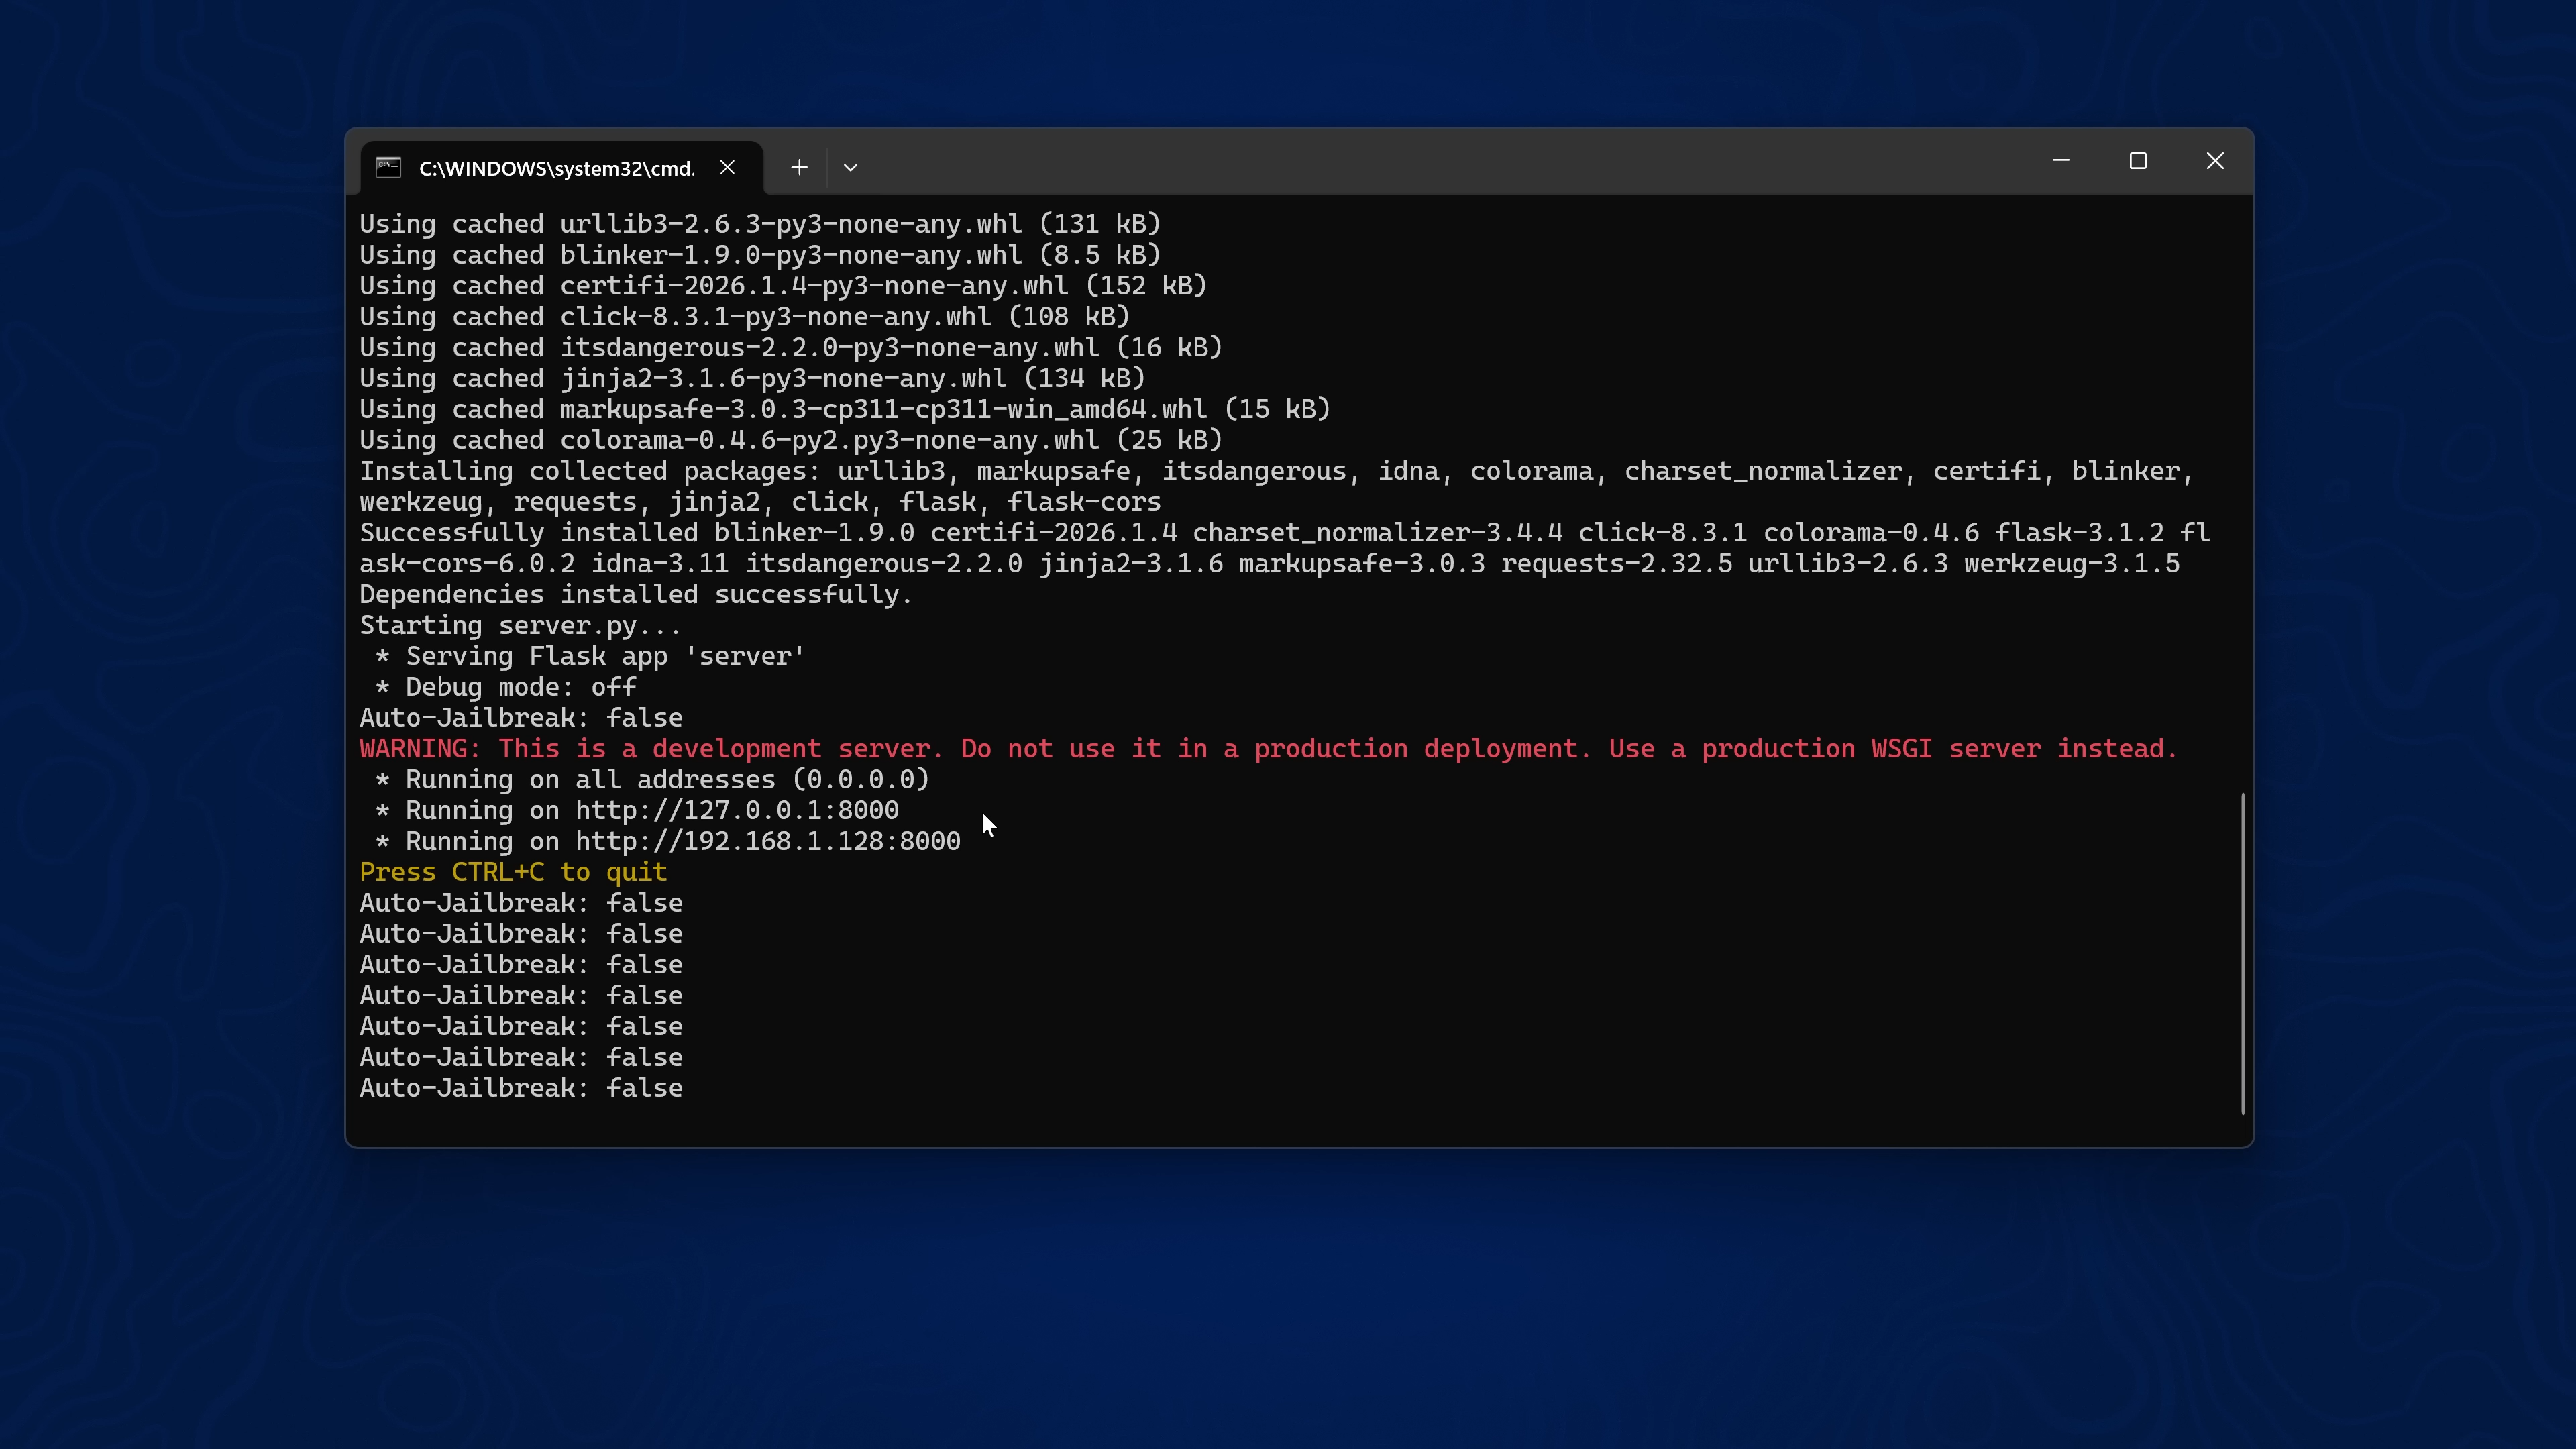 C:\WINDOWS\system32\cmd.
Using cached urllib3-2.6.3-py3-none-any.whl (131 kB)
Using cached blinker-1.9.0-py3-none-any.whl (8.5 kB)
Using cached certifi-2026.1.4-py3-none-any.whl (152 kB)
Using cached click-8.3.1-py3-none-any.whl (108 kB)
Using cached itsdangerous-2.2.0-py3-none-any.whl (16 kB)
Using cached jinja2-3.1.6-py3-none-any.whl (134 kB)
Using cached markupsafe-3.0.3-cp311-cp311-win_amd64.whl (15 kB)
Using cached colorama-0.4.6-py2.py3-none-any.whl (25 kB)
Installing collected packages: urllib3, markupsafe, itsdangerous, idna, colorama, charset_normalizer, certifi, blinker,
werkzeug, requests, jinja2, click, flask, flask-cors
Successfully installed blinker-1.9.0 certifi-2026.1.4 charset_normalizer-3.4.4 click-8.3.1 colorama-0.4.6 flask-3.1.2 fl
ask-cors-6.0.2 idna-3.11 itsdangerous-2.2.0 jinja2-3.1.6 markupsafe-3.0.3 requests-2.32.5 urllib3-2.6.3 werkzeug-3.1.5
Dependencies installed successfully.
Starting server.py...
 * Serving Flask app 'server'
 * Debug mode: off
Auto-Jailbreak: false
WARNING: This is a development server. Do not use it in a production deployment. Use a production WSGI server instead.
 * Running on all addresses (0.0.0.0)
 * Running on http://127.0.0.1:8000
 * Running on http://192.168.1.128:8000
Press CTRL+C to quit
Auto-Jailbreak: false
Auto-Jailbreak: false
Auto-Jailbreak: false
Auto-Jailbreak: false
Auto-Jailbreak: false
Auto-Jailbreak: false
Auto-Jailbreak: false